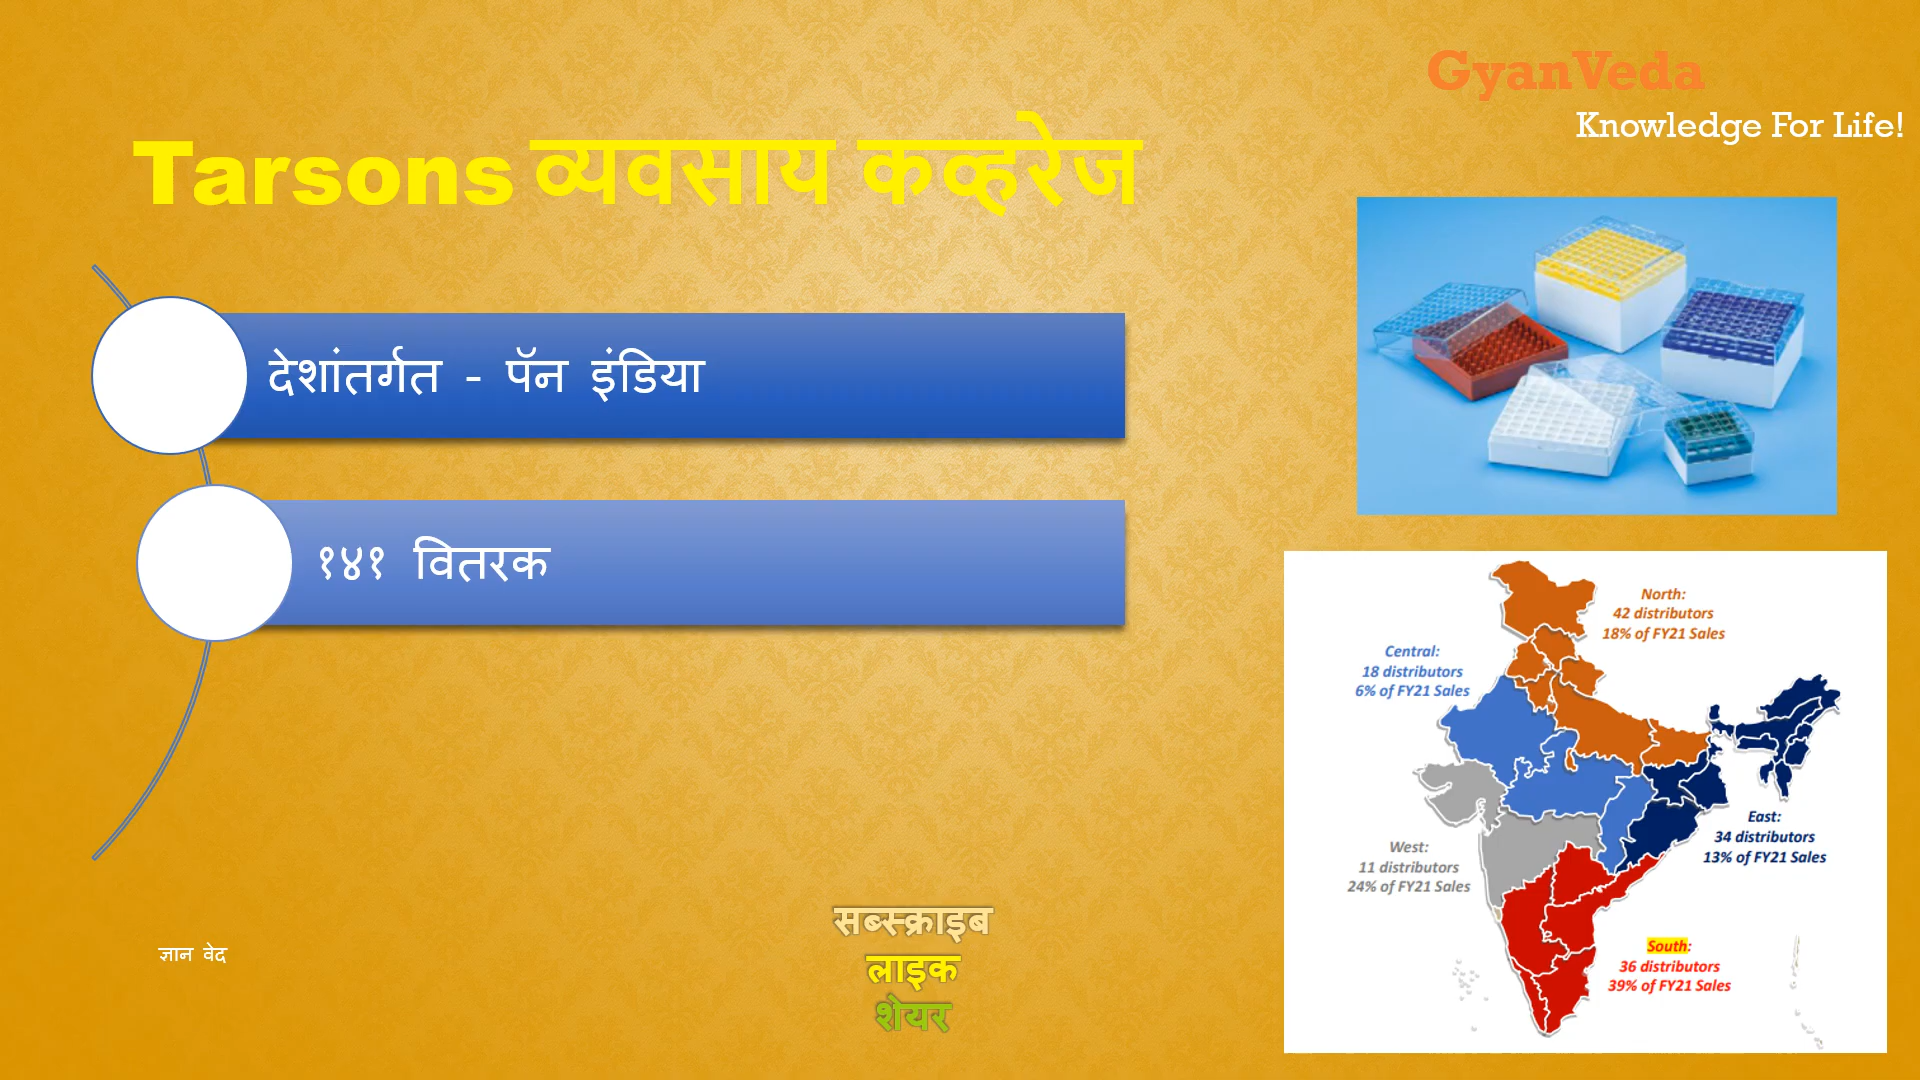 GyanVeda
Knowledge For Life!
Tarsons व्यवसाय कव्हरेज
देशांतर्गत - पॅन इंडिया
१४१ वितरक
North:
42 distributors
18% of FY21 Sales
Central:
18 distributors
6% of FY21 Sales
East:
34 distributors
13% of FY21 Sales
West:
11 distributors
24% of FY21 Sales
South:
36 distributors
39% of FY21 Sales
सब्स्क्राइब
लाइक
शेयर
ज्ञान वेद